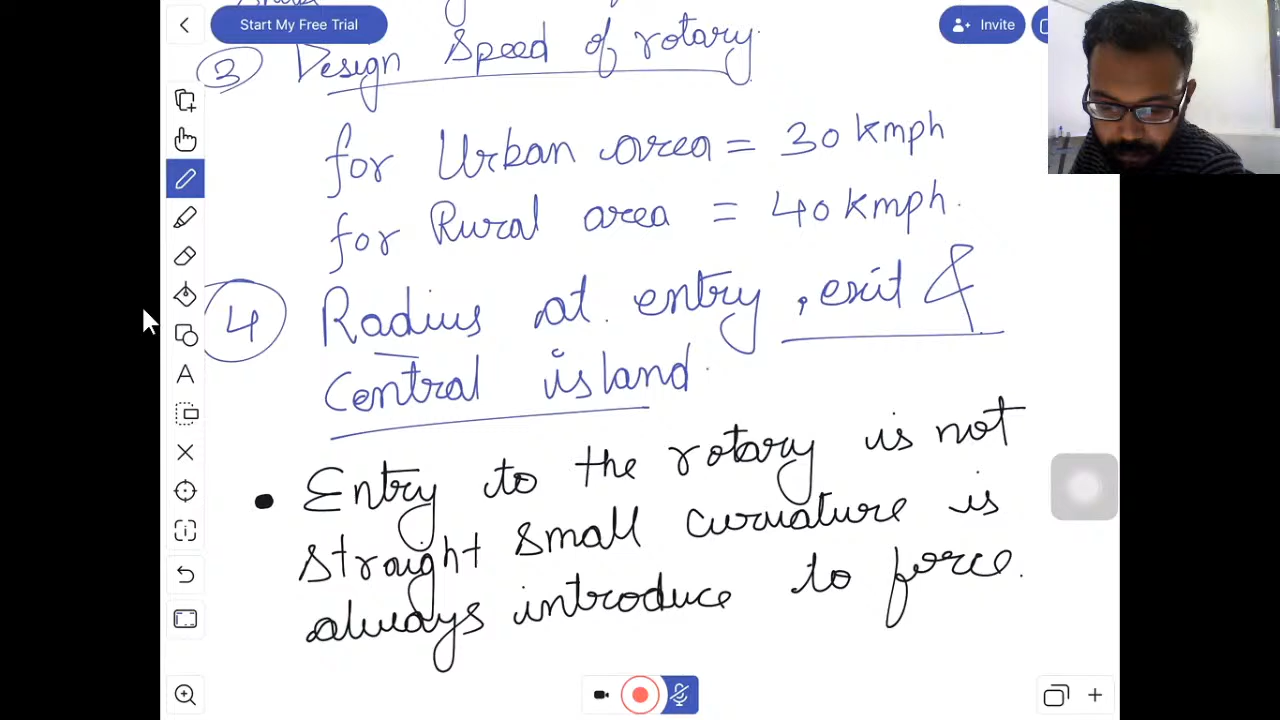 Start My Free Trial
Invite
3 Design Speed of rotary
for Urban area = 30 kmph
for Rural area = 40 kmph.
4 Radius at entry, exit &
Central island.
• Entry to the rotary is not
straight small curvature is
always introduce to force.
A